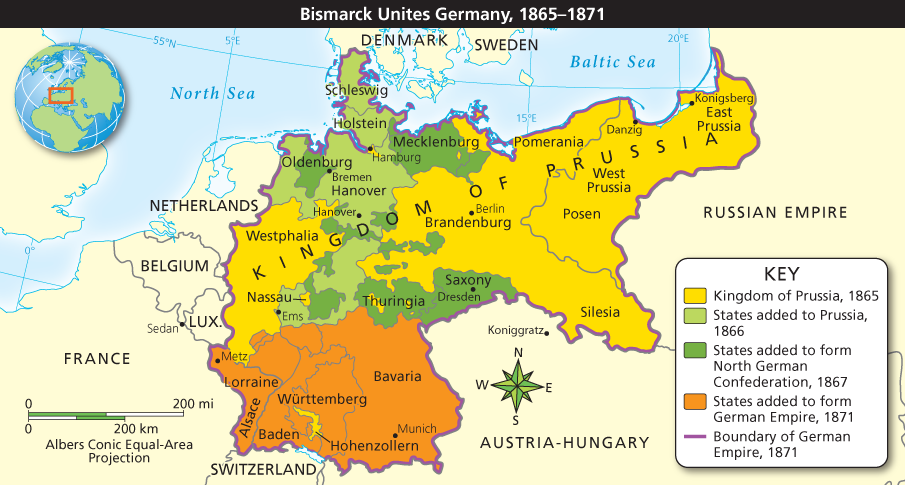 Bismarck Unites Germany, 1865–1871
55°N
5°E
DENMARK
SWEDEN
20°E
Baltic Sea
North Sea
Schleswig
Konigsberg
East
Prussia
15°E
Holstein
Danzig
Mecklenburg
Pomerania
Hamburg
Oldenburg
Bremen
Hanover
West
Prussia
KINGDOM OF PRUSSIA
NETHERLANDS
Hanover
Berlin
Brandenburg
Posen
RUSSIAN EMPIRE
Westphalia
0°
BELGIUM
Nassau
Ems
Thuringia
Saxony
Dresden
Silesia
LUX.
Sedan
Koniggratz
FRANCE
Metz
Lorraine
Bavaria
Württemberg
Alsace
Baden
Munich
Hohenzollern
SWITZERLAND
AUSTRIA-HUNGARY
N
W
E
S
0
200 mi
0
200 km
Albers Conic Equal-Area
Projection
KEY
Kingdom of Prussia, 1865
States added to Prussia,
1866
States added to form
North German
Confederation, 1867
States added to form
German Empire, 1871
Boundary of German
Empire, 1871